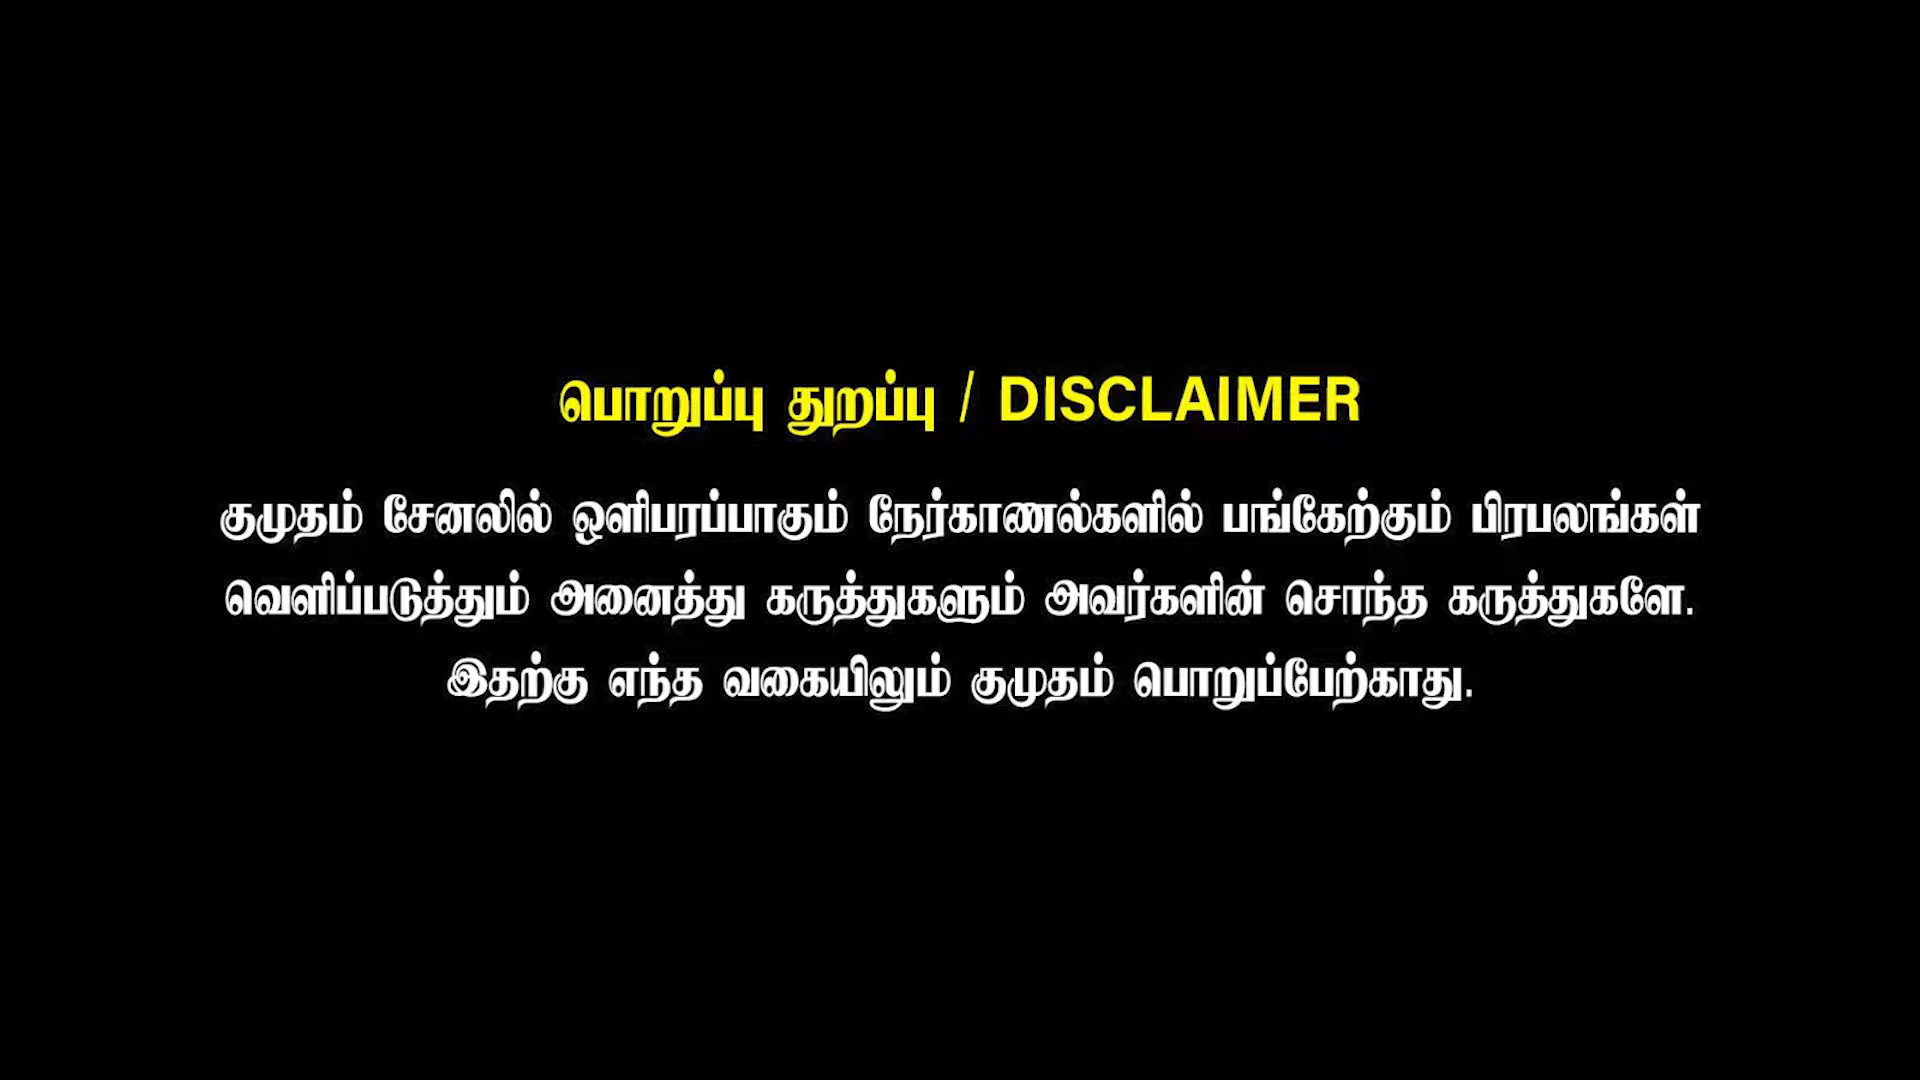 பொறுப்பு துறப்பு / DISCLAIMER
குமுதம் சேனலில் ஒளிபரப்பாகும் நேர்காணல்களில் பங்கேற்கும் பிரபலங்கள்
வெளிப்படுத்தும் அனைத்து கருத்துகளும் அவர்களின் சொந்த கருத்துகளே.
இதற்கு எந்த வகையிலும் குமுதம் பொறுப்பேற்காது.